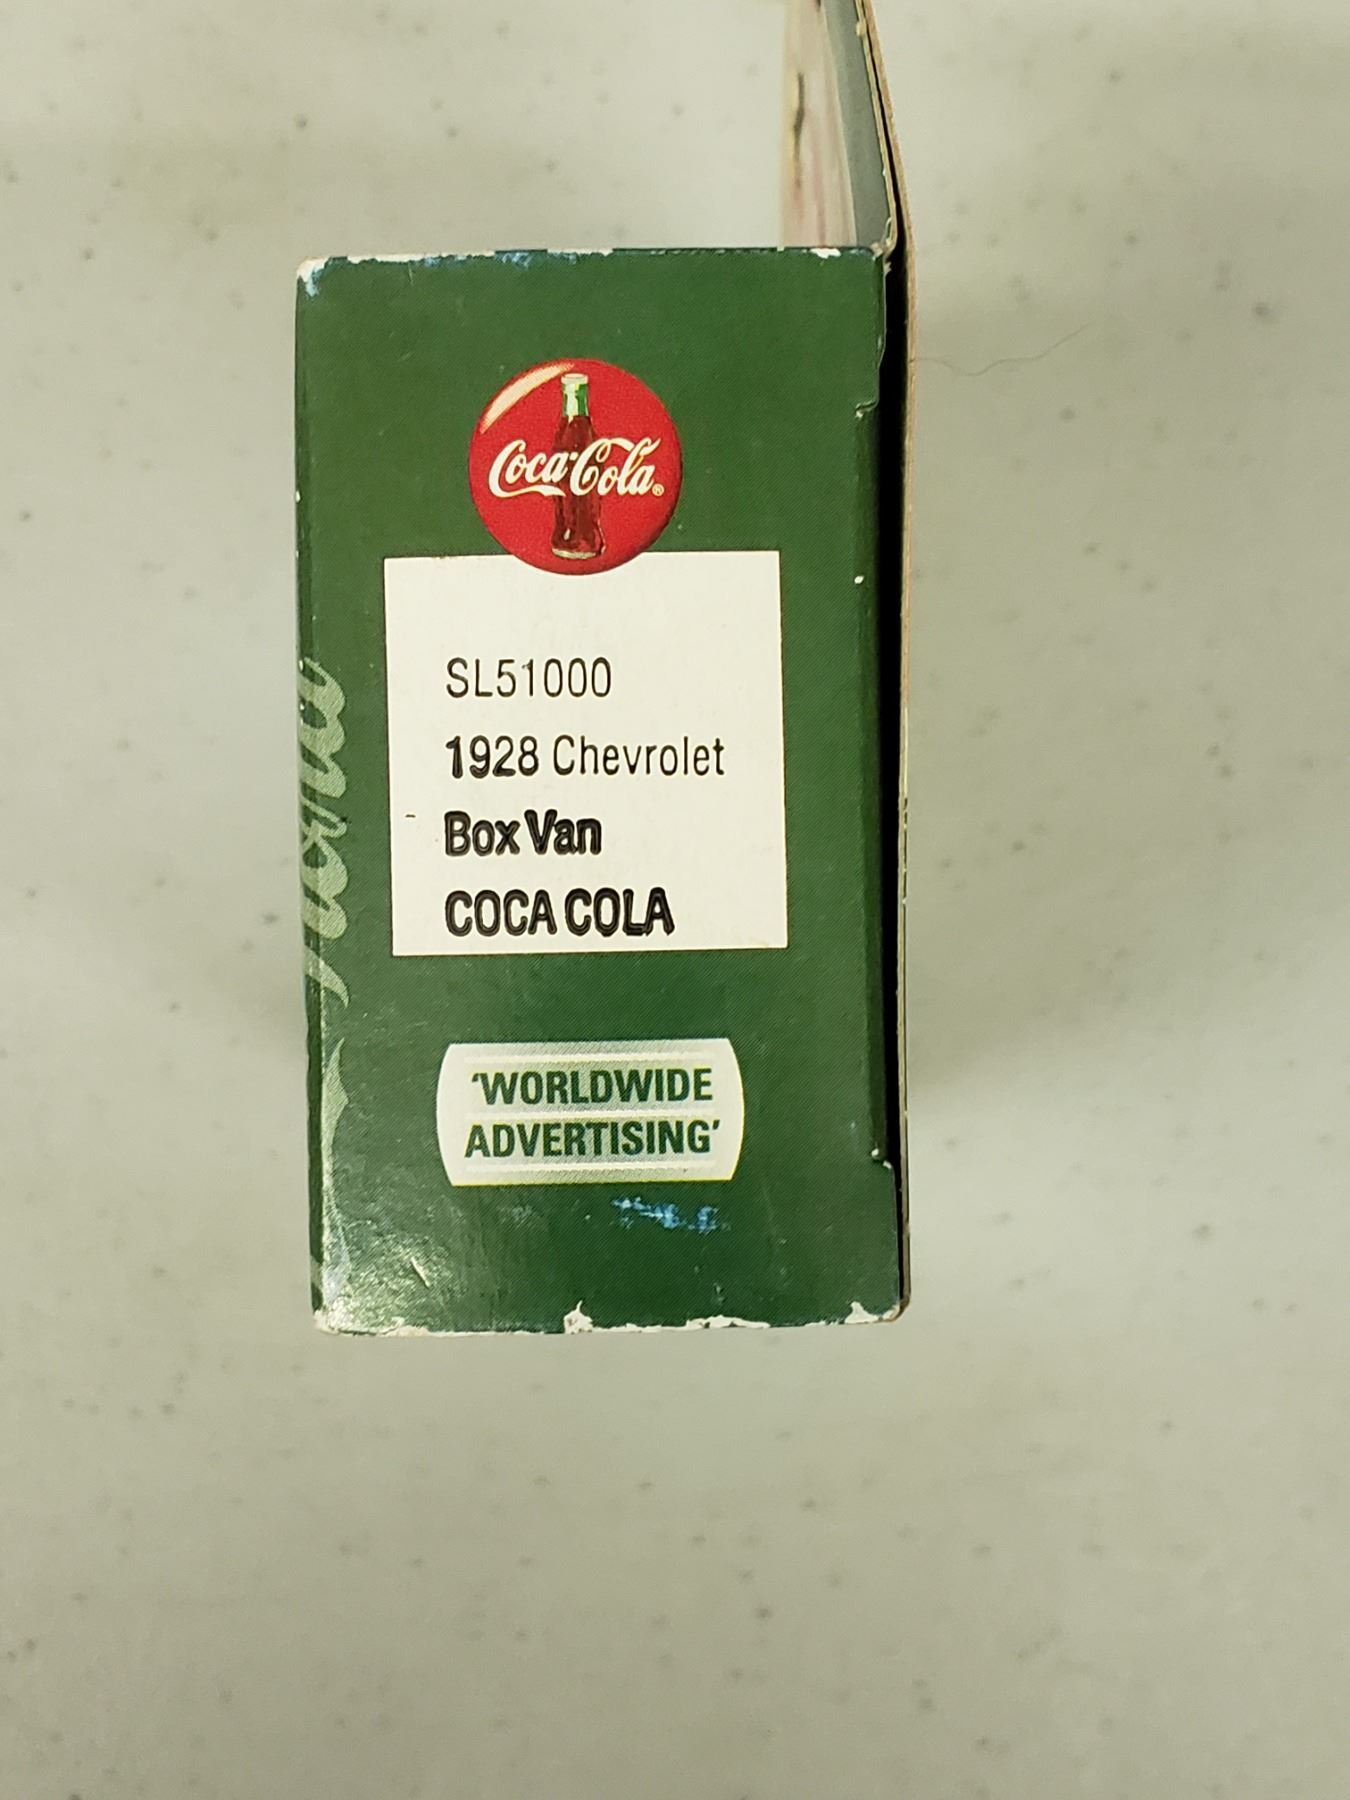 Coca-Cola®
SL51000
1928 Chevrolet
Box Van
COCA COLA
'WORLDWIDE
ADVERTISING'